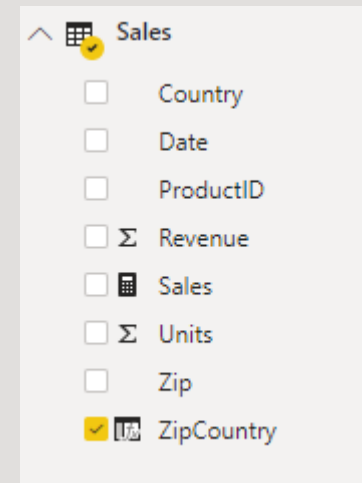 Sales
Country
Date
ProductID
Σ Revenue
Sales
Σ Units
Zip
ZipCountry